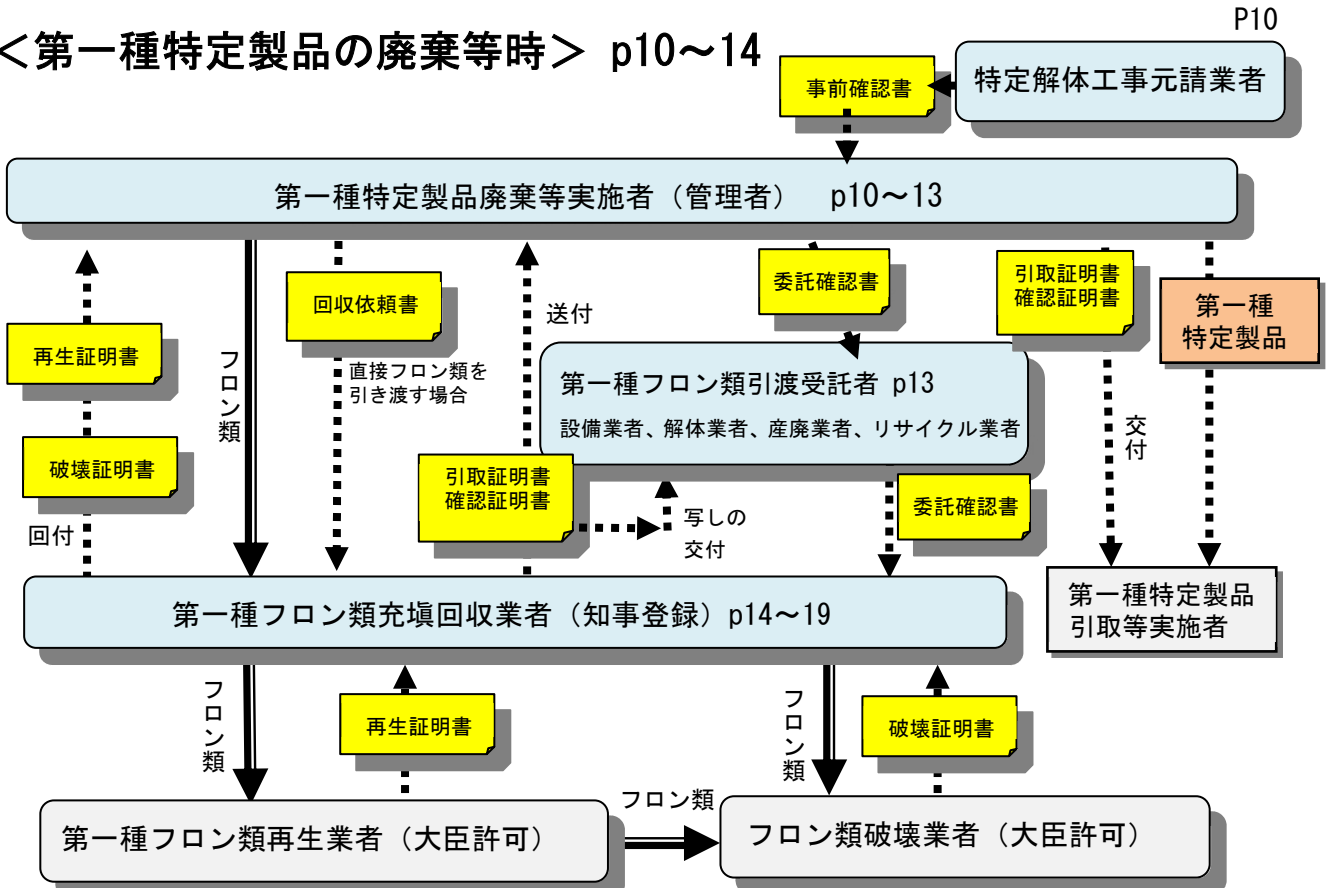 P10
＜第一種特定製品の廃棄等時＞ p10～14
事前確認書
特定解体工事元請業者
第一種特定製品廃棄等実施者（管理者） p10～13
再生証明書
破壊証明書
回付
フロン類
回収依頼書
直接フロン類を
引き渡す場合
送付
委託確認書
引取証明書
確認証明書
第一種
特定製品
第一種フロン類引渡受託者 p13
設備業者、解体業者、産廃業者、リサイクル業者
引取証明書
確認証明書
写しの
交付
委託確認書
交付
第一種フロン類充塡回収業者（知事登録）p14～19
第一種特定製品
引取等実施者
フロン類
再生証明書
フロン類
破壊証明書
第一種フロン類再生業者（大臣許可）
フロン類
フロン類破壊業者（大臣許可）